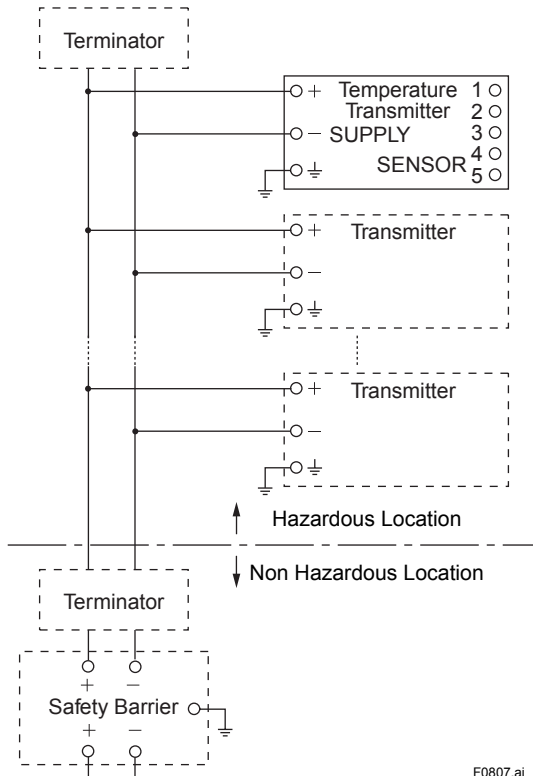 Terminator
+ Temperature 1
Transmitter 2
− SUPPLY 3
SENSOR 4
5
+ Transmitter
−
+ Transmitter
−
Hazardous Location
Non Hazardous Location
Terminator
+ −
Safety Barrier
+ −
F0807.ai